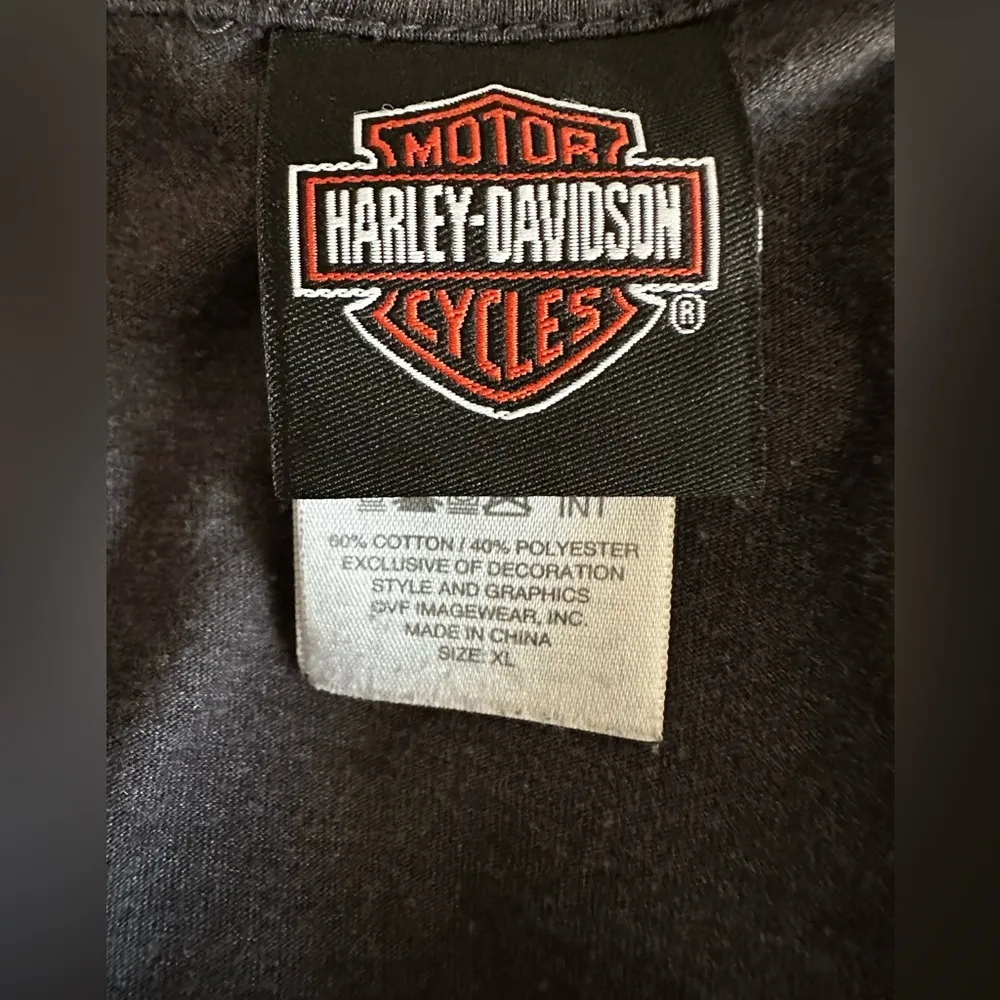 MOTOR
HARLEY-DAVIDSON
CYCLES
®
INT
60% COTTON / 40% POLYESTER
EXCLUSIVE OF DECORATION
STYLE AND GRAPHICS
©VF IMAGEWEAR, INC.
MADE IN CHINA
SIZE: XL